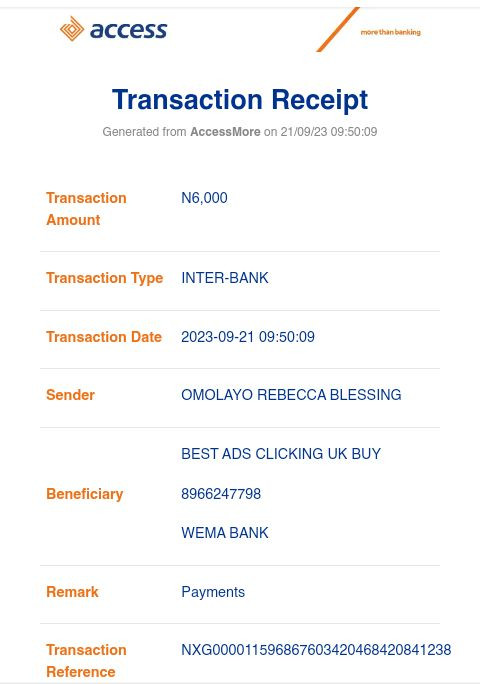 access
more than banking
Transaction Receipt
Generated from AccessMore on 21/09/23 09:50:09
Transaction
Amount
N6,000
Transaction Type INTER-BANK
Transaction Date 2023-09-21 09:50:09
Sender OMOLAYO REBECCA BLESSING
BEST ADS CLICKING UK BUY
Beneficiary 8966247798
WEMA BANK
Remark Payments
Transaction
Reference
NXG000011596867603420468420841238